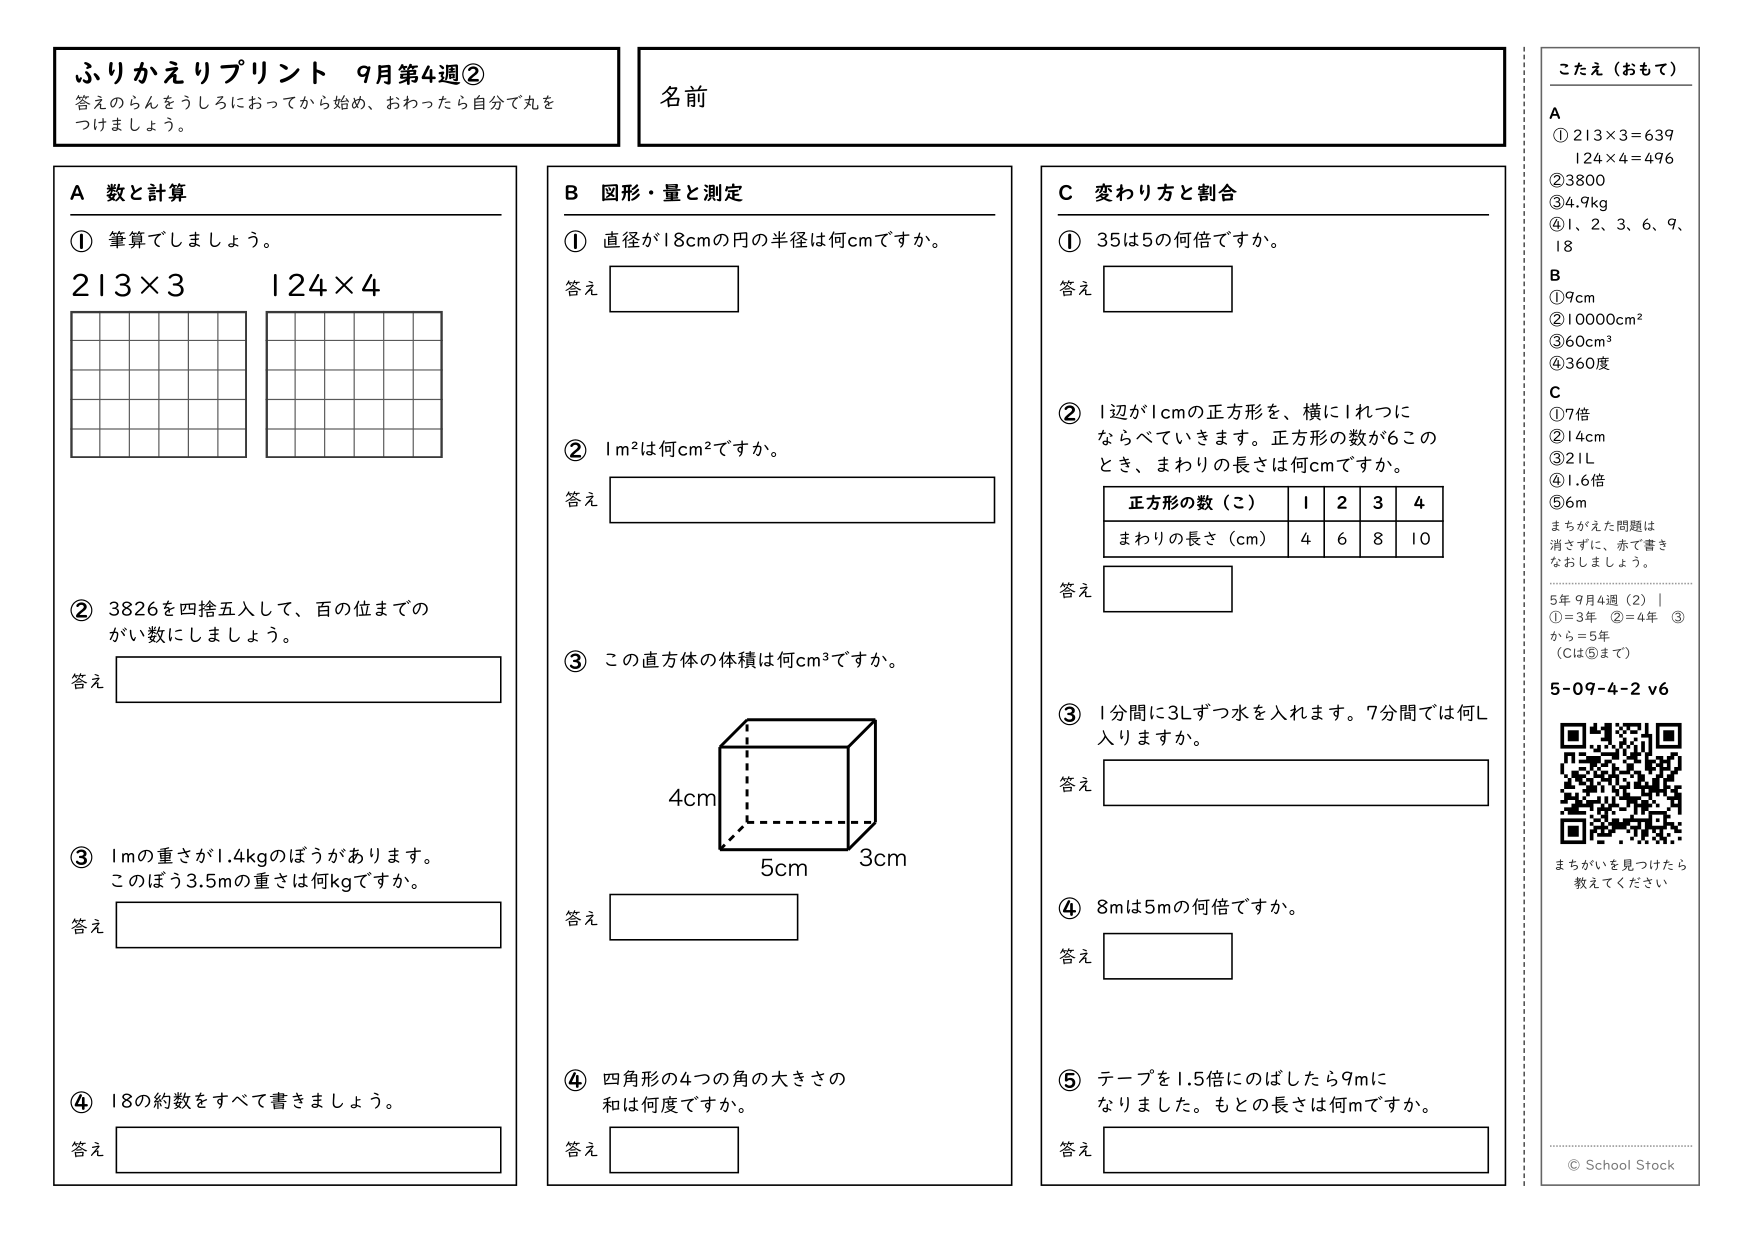 ふりかえりプリント　9月第4週②
答えのらんをうしろにおってから始め、おわったら自分で丸を
つけましょう。
名前
A　数と計算
① 筆算でしましょう。
213×3　124×4
② 3826を四捨五入して、百の位までの
がい数にしましょう。
答え
③ 1mの重さが1.4kgのぼうがあります。
このぼう3.5mの重さは何kgですか。
答え
④ 18の約数をすべて書きましょう。
答え
B　図形・量と測定
① 直径が18cmの円の半径は何cmですか。
答え
② 1m²は何cm²ですか。
答え
③ この直方体の体積は何cm³ですか。
4cm
5cm
3cm
答え
④ 四角形の4つの角の大きさの
和は何度ですか。
答え
C　変わり方と割合
① 35は5の何倍ですか。
答え
② 1辺が1cmの正方形を、横に1れつに
ならべていきます。正方形の数が6この
とき、まわりの長さは何cmですか。
正方形の数（こ） 1 2 3 4
まわりの長さ（cm） 4 6 8 10
答え
③ 1分間に3Lずつ水を入れます。7分間では何L
入りますか。
答え
④ 8mは5mの何倍ですか。
答え
⑤ テープを1.5倍にのばしたら9mに
なりました。もとの長さは何mですか。
答え
こたえ（おもて）
A
① 213×3＝639
124×4＝496
②3800
③4.9kg
④1、2、3、6、9、
18
B
①9cm
②10000cm²
③60cm³
④360度
C
①7倍
②14cm
③21L
④1.6倍
⑤6m
まちがえた問題は
消さずに、赤で書き
なおしましょう。
5年 9月4週（2）｜
①＝3年　②＝4年　③
から＝5年
（Cは⑤まで）
5-09-4-2 v6
まちがいを見つけたら
教えてください
© School Stock